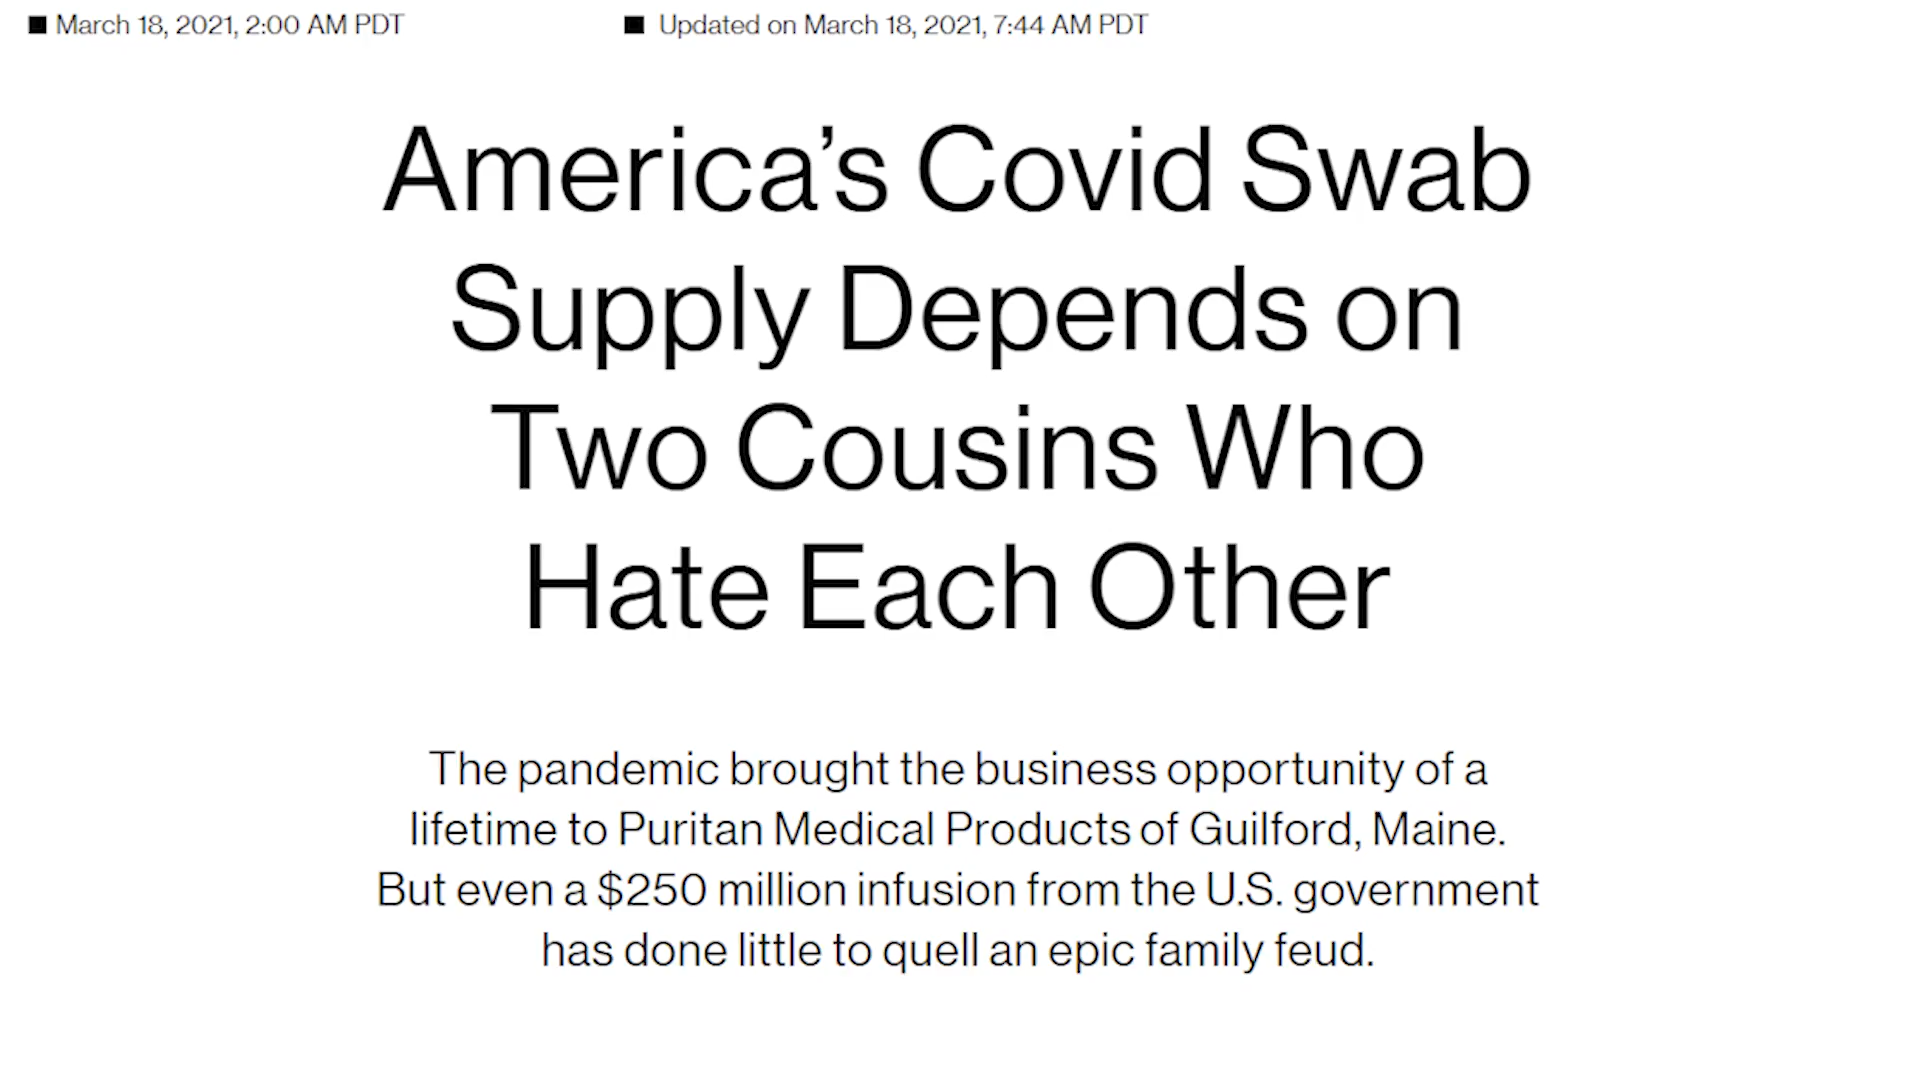 March 18, 2021, 2:00 AM PDT
Updated on March 18, 2021, 7:44 AM PDT
America’s Covid Swab
Supply Depends on
Two Cousins Who
Hate Each Other
The pandemic brought the business opportunity of a
lifetime to Puritan Medical Products of Guilford, Maine.
But even a $250 million infusion from the U.S. government
has done little to quell an epic family feud.